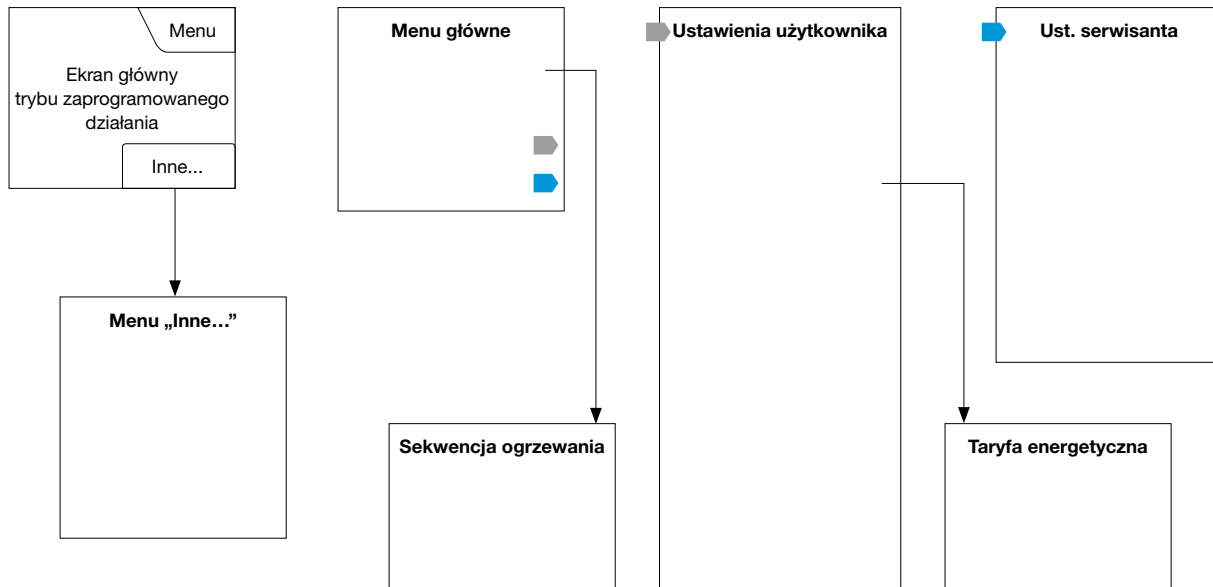 Menu
Ekran główny
trybu zaprogramowanego
działania
Inne...
Menu „Inne…”
Menu główne
Sekwencja ogrzewania
Ustawienia użytkownika
Ust. serwisanta
Taryfa energetyczna